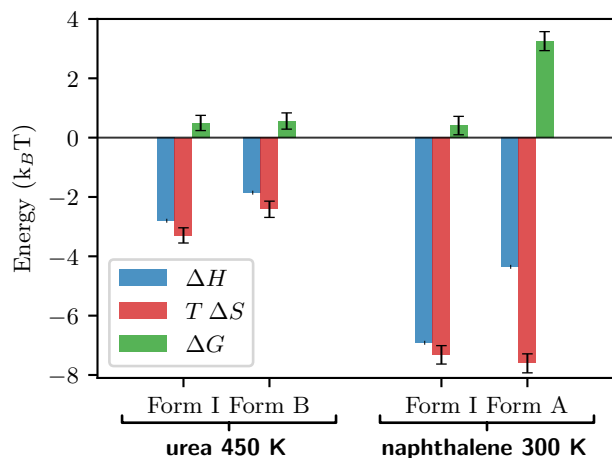 4
2
0
−2
−4
−6
−8
Energy (k_BT)
ΔH
T ΔS
ΔG
Form I Form B
Form I Form A
urea 450 K
naphthalene 300 K